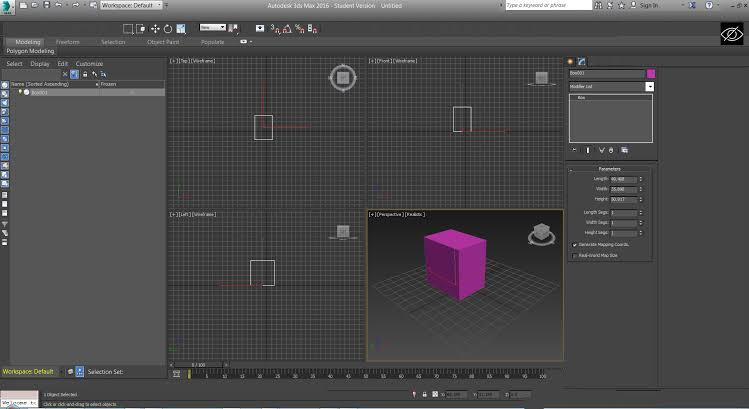 Workspace: Default
Autodesk 3ds Max 2016 - Student Version Untitled
Type a keyword or phrase
Sign In
View
Modeling Freeform Selection Object Paint Populate
Polygon Modeling
Select Display Edit Customize
Name (Sorted Ascending) Frozen
Box001
[+] [Top] [Wireframe]
[+] [Front] [Wireframe]
[+] [Left] [Wireframe]
[+] [Perspective] [Realistic]
Box001
Modifier List
Box
Parameters
Length:
Width:
Height:
Length Segs: 1
Width Segs: 1
Height Segs: 1
Generate Mapping Coords.
Real-World Map Size
Workspace: Default
Selection Set:
0 / 100
0 5 10 15 20 25 30 35 40 45 50 55 60 65 70 75 80 85 90 95 100
1 Object Selected
Welcome to
Click or click-and-drag to select objects
X: Y: Z: